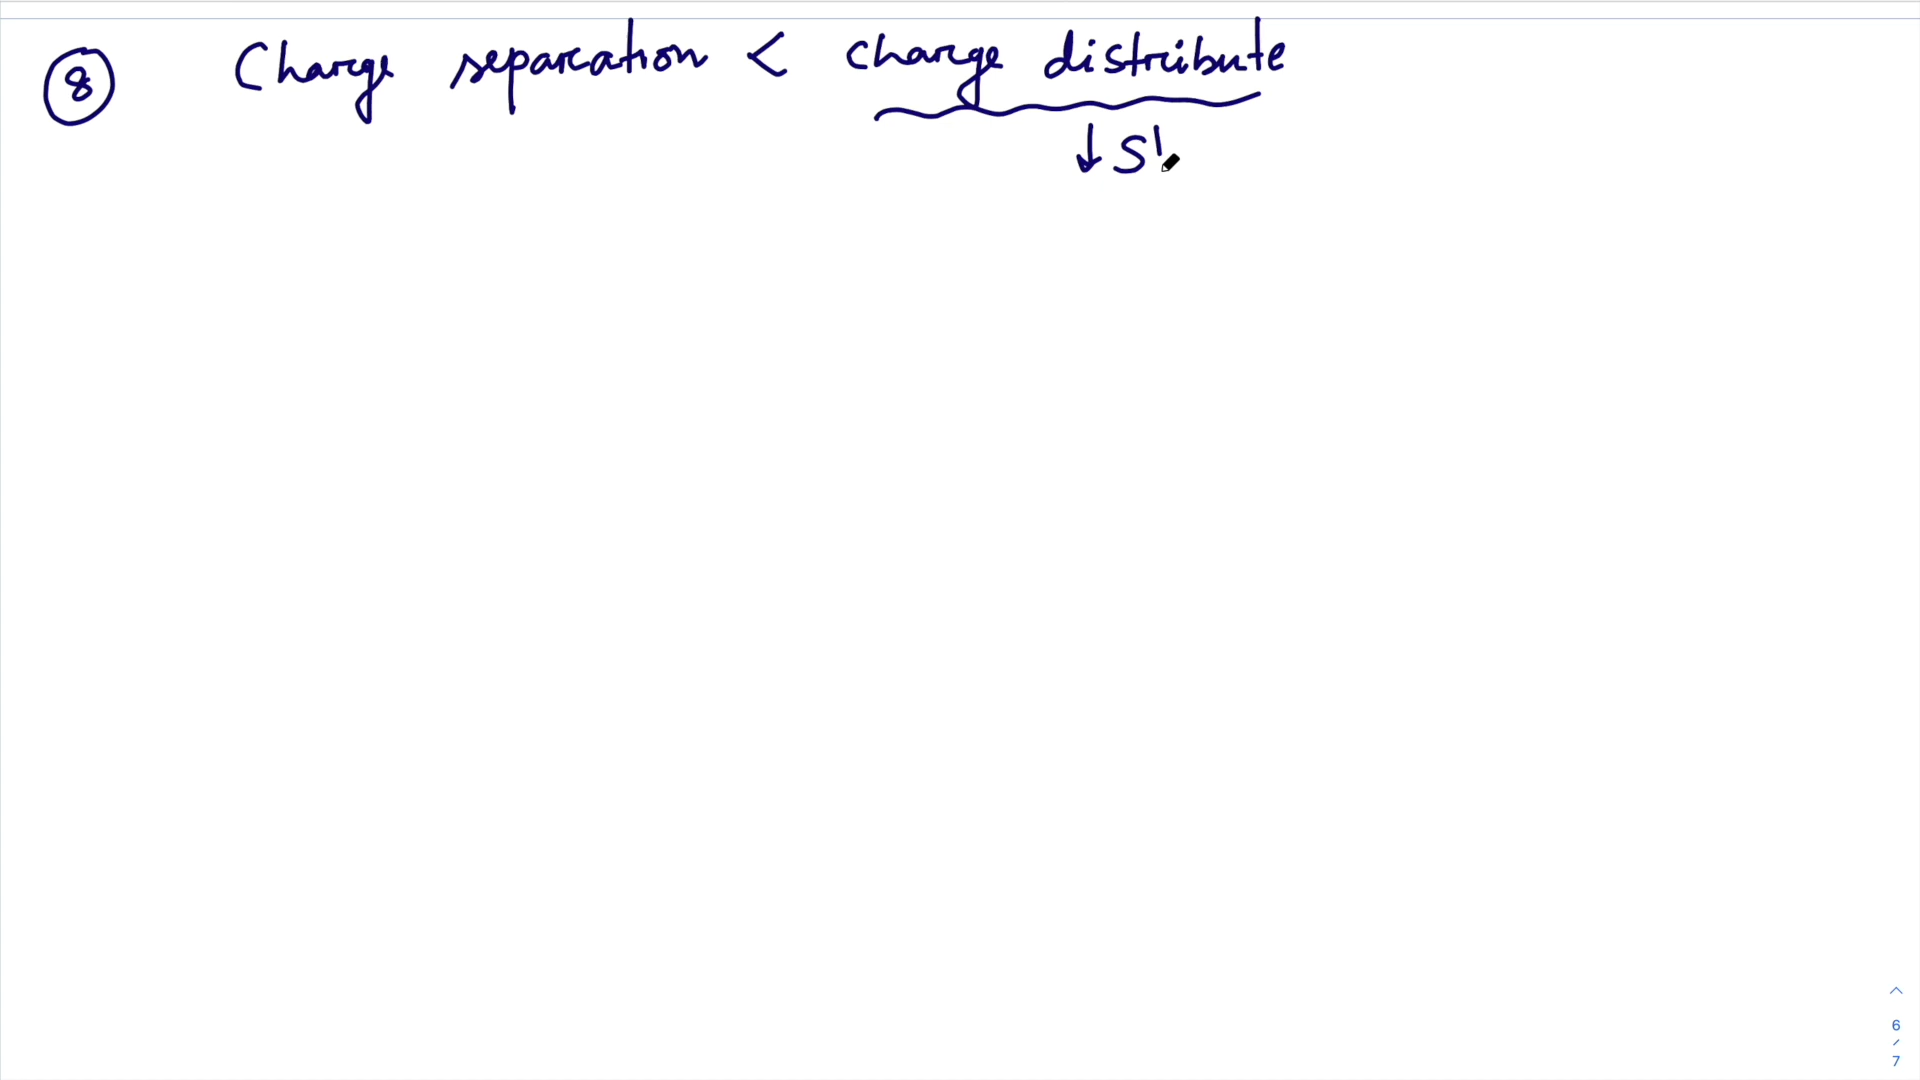 8 Charge separation < charge distribute
↓ S
6
/
7